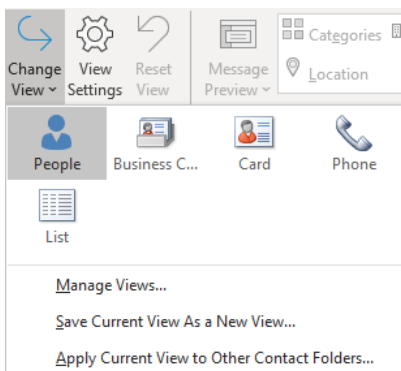 Change View
View Settings
Reset View
Message Preview
Categories
Location
People
Business C...
Card
Phone
List
Manage Views...
Save Current View As a New View...
Apply Current View to Other Contact Folders...